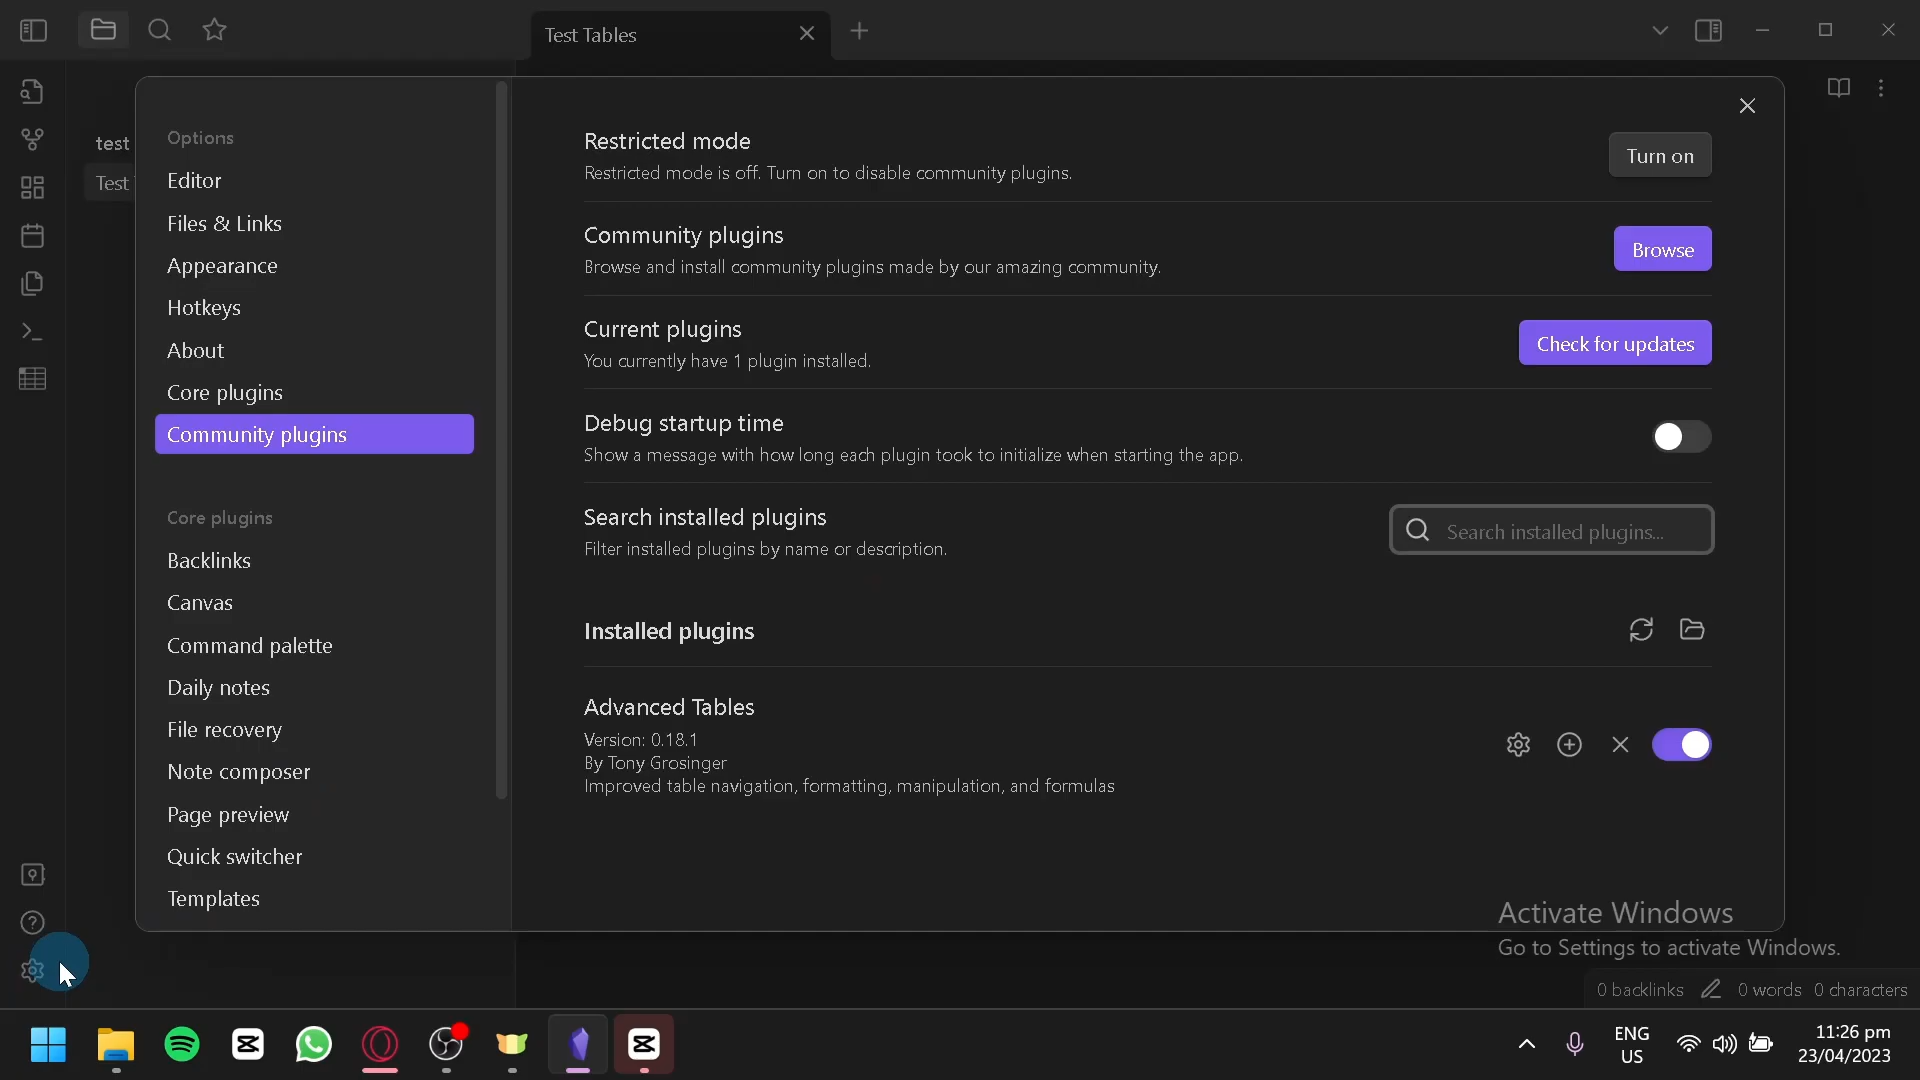 Test Tables
test
Test
Options
Editor
Files & Links
Appearance
Hotkeys
About
Core plugins
Community plugins
Core plugins
Backlinks
Canvas
Command palette
Daily notes
File recovery
Note composer
Page preview
Quick switcher
Templates
Restricted mode
Restricted mode is off. Turn on to disable community plugins.
Turn on
Community plugins
Browse and install community plugins made by our amazing community.
Browse
Current plugins
You currently have 1 plugin installed.
Check for updates
Debug startup time
Show a message with how long each plugin took to initialize when starting the app.
Search installed plugins
Filter installed plugins by name or description.
Search installed plugins...
Installed plugins
Advanced Tables
Version: 0.18.1
By Tony Grosinger
Improved table navigation, formatting, manipulation, and formulas
Activate Windows
Go to Settings to activate Windows.
0 backlinks 0 words 0 characters
ENG
US
11:26 pm
23/04/2023